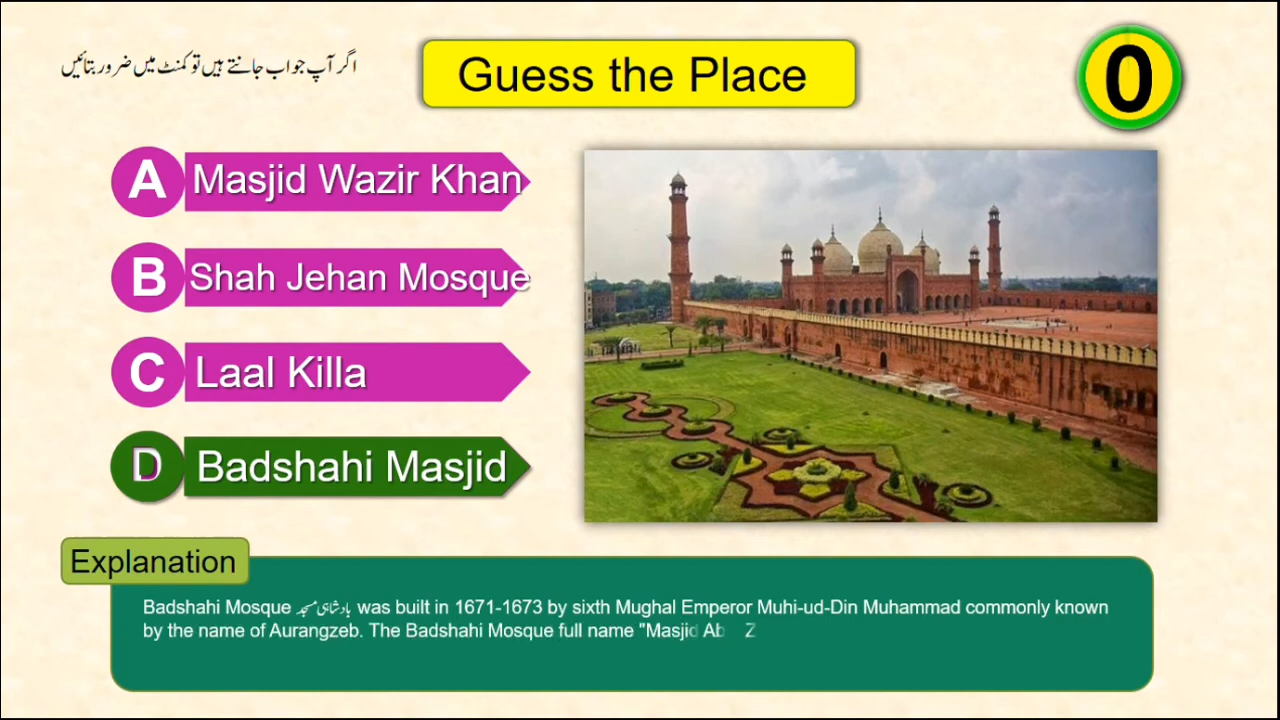 اگر آپ جواب جانتے ہیں تو کمنٹ میں ضرور بتائیں
Guess the Place
0
A Masjid Wazir Khan
B Shah Jehan Mosque
C Laal Killa
D Badshahi Masjid
Explanation
Badshahi Mosque بادشاہی مسجد was built in 1671-1673 by sixth Mughal Emperor Muhi-ud-Din Muhammad commonly known
by the name of Aurangzeb. The Badshahi Mosque full name "Masjid Ab Z